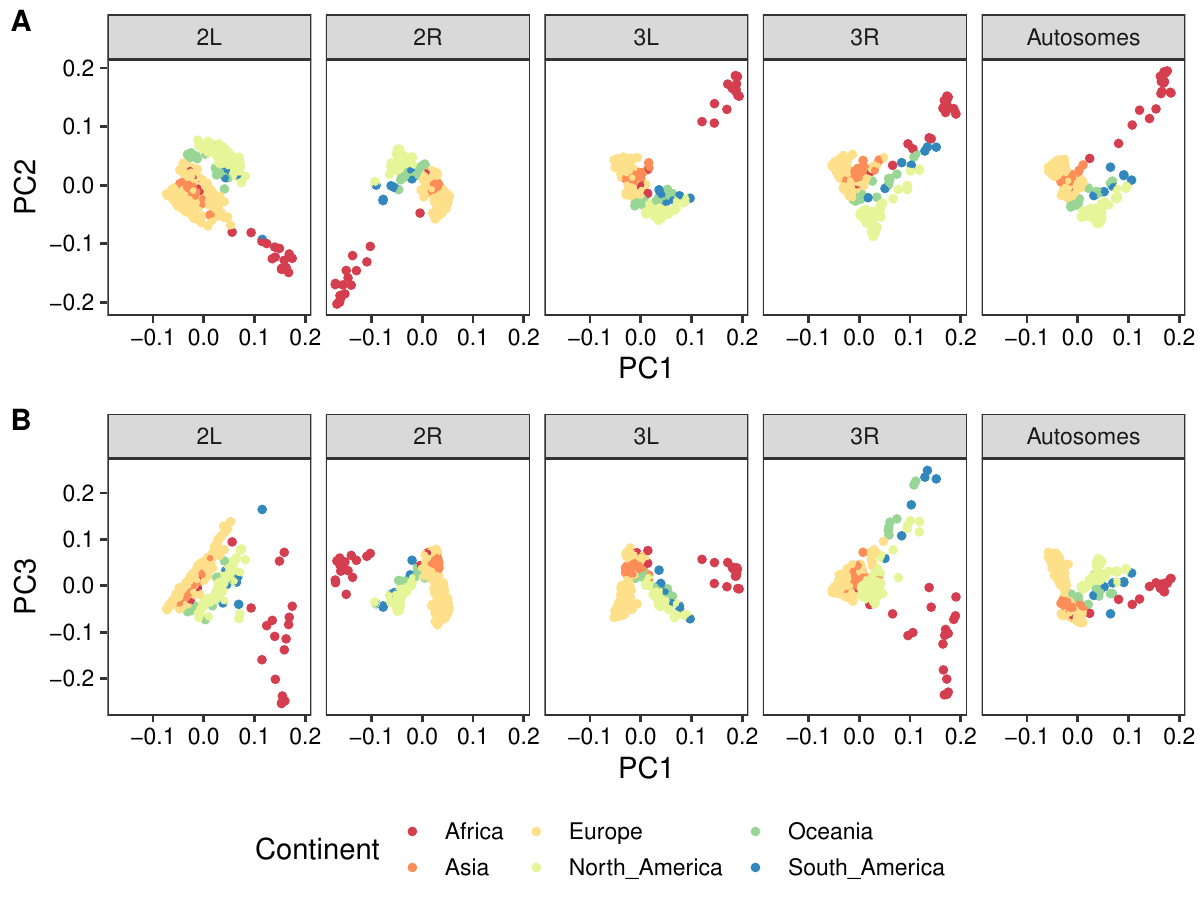 A
2L 2R 3L 3R Autosomes
0.2
0.1
0.0
−0.1
−0.2
PC2
−0.1 0.0 0.1 0.2 −0.1 0.0 0.1 0.2 −0.1 0.0 0.1 0.2 −0.1 0.0 0.1 0.2 −0.1 0.0 0.1 0.2
PC1
B
2L 2R 3L 3R Autosomes
0.2
0.1
0.0
−0.1
−0.2
PC3
−0.1 0.0 0.1 0.2 −0.1 0.0 0.1 0.2 −0.1 0.0 0.1 0.2 −0.1 0.0 0.1 0.2 −0.1 0.0 0.1 0.2
PC1
Continent
Africa Europe Oceania
Asia North_America South_America